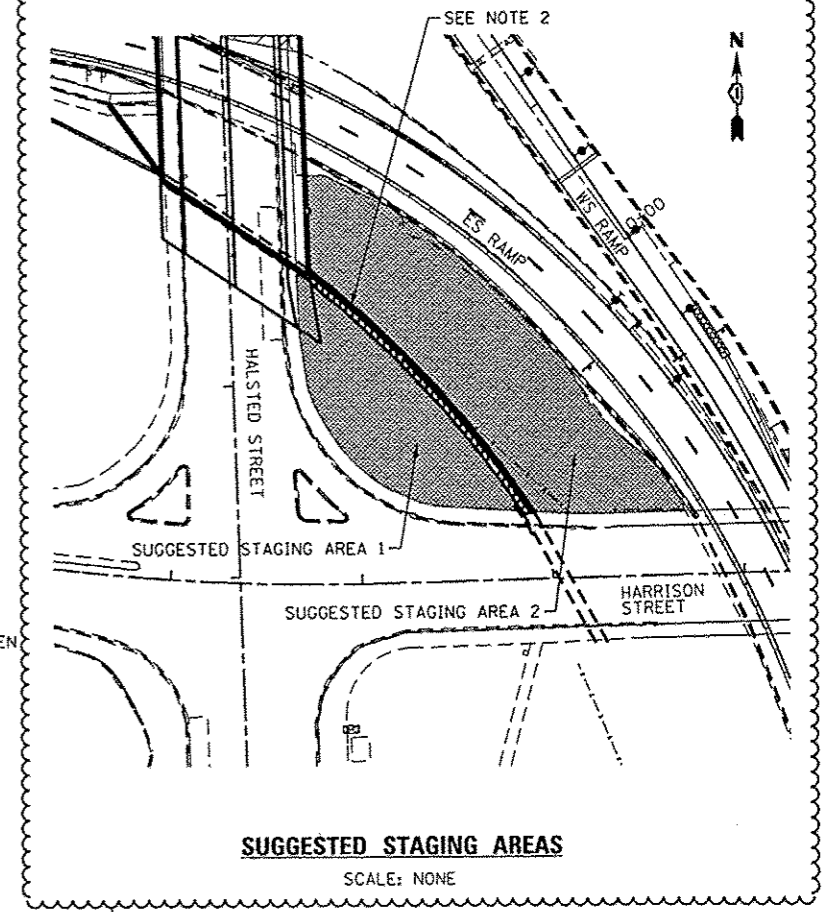 SEE NOTE 2
N
ES RAMP
WS RAMP
HALSTED STREET
SUGGESTED STAGING AREA 1
SUGGESTED STAGING AREA 2
HARRISON
STREET
EN
SUGGESTED STAGING AREAS
SCALE: NONE